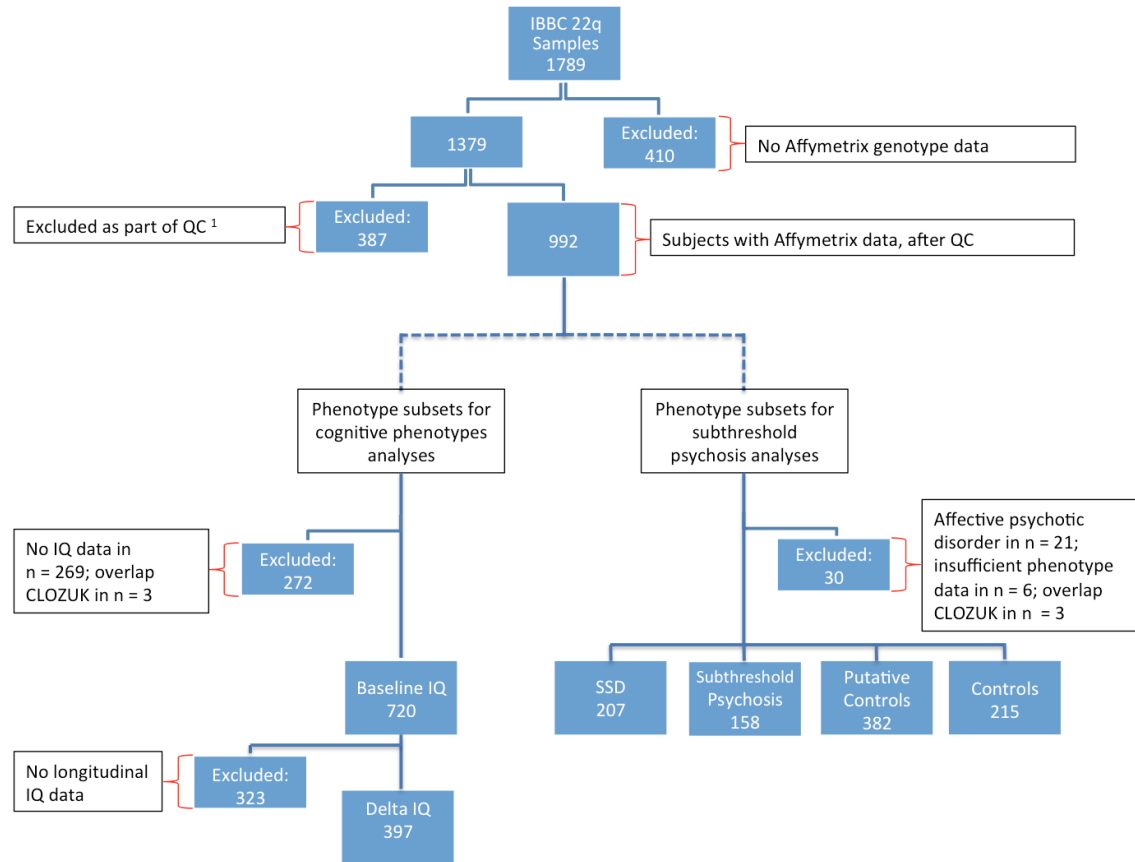 IBBC 22q
Samples
1789
1379
Excluded:
410
No Affymetrix genotype data
Excluded as part of QC 1
Excluded:
387
992
Subjects with Affymetrix data, after QC
Phenotype subsets for
cognitive phenotypes
analyses
Phenotype subsets for
subthreshold
psychosis analyses
No IQ data in
n = 269; overlap
CLOZUK in n = 3
Excluded:
272
Excluded:
30
Affective psychotic
disorder in n = 21;
insufficient phenotype
data in n = 6; overlap
CLOZUK in n = 3
Baseline IQ
720
SSD
207
Subthreshold
Psychosis
158
Putative
Controls
382
Controls
215
No longitudinal
IQ data
Excluded:
323
Delta IQ
397